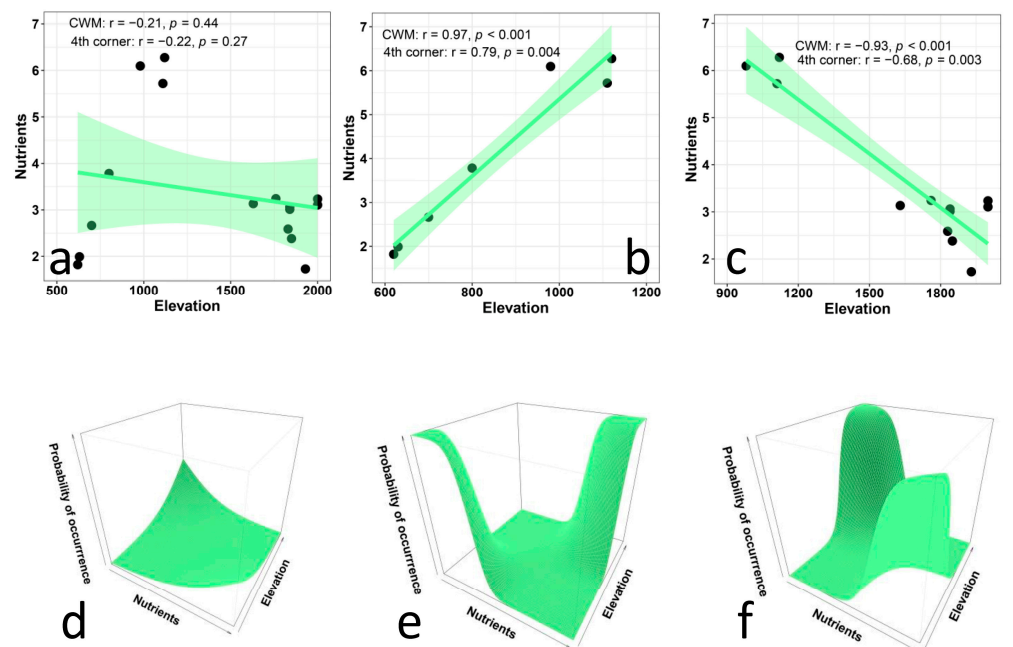 CWM: r = −0.21, p = 0.44
4th corner: r = −0.22, p = 0.27
7
6
5
4
3
2
Nutrients
a
500 1000 1500 2000
Elevation
CWM: r = 0.97, p < 0.001
4th corner: r = 0.79, p = 0.004
7
6
5
4
3
2
Nutrients
b
600 800 1000 1200
Elevation
CWM: r = −0.93, p < 0.001
4th corner: r = −0.68, p = 0.003
7
6
5
4
3
2
Nutrients
c
900 1200 1500 1800
Elevation
Probability of occurrrence
Nutrients
Elevation
d
Probability of occurrrence
Nutrients
Elevation
e
Probability of occurrrence
Nutrients
Elevation
f